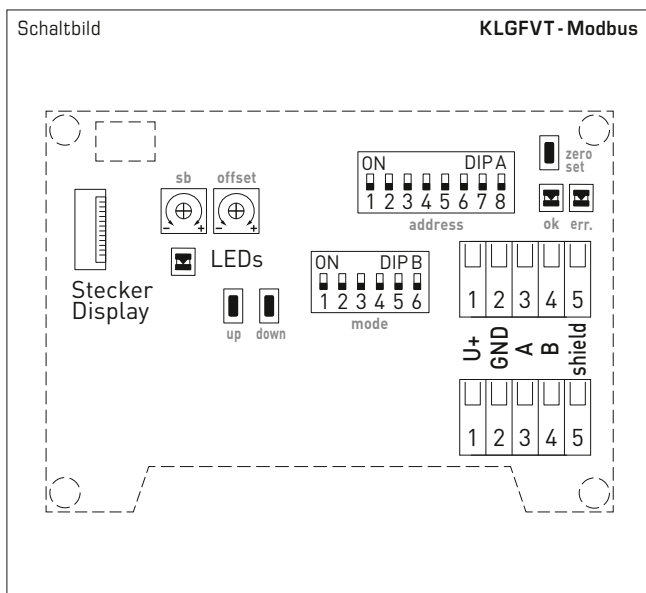 Schaltbild
KLGFVT - Modbus
sb offset
ON DIP A
1 2 3 4 5 6 7 8
address
zero
set
ok err.
LEDs
Stecker
Display
ON DIP B
1 2 3 4 5 6
mode
up down
1 2 3 4 5
U+ GND A B shield
1 2 3 4 5